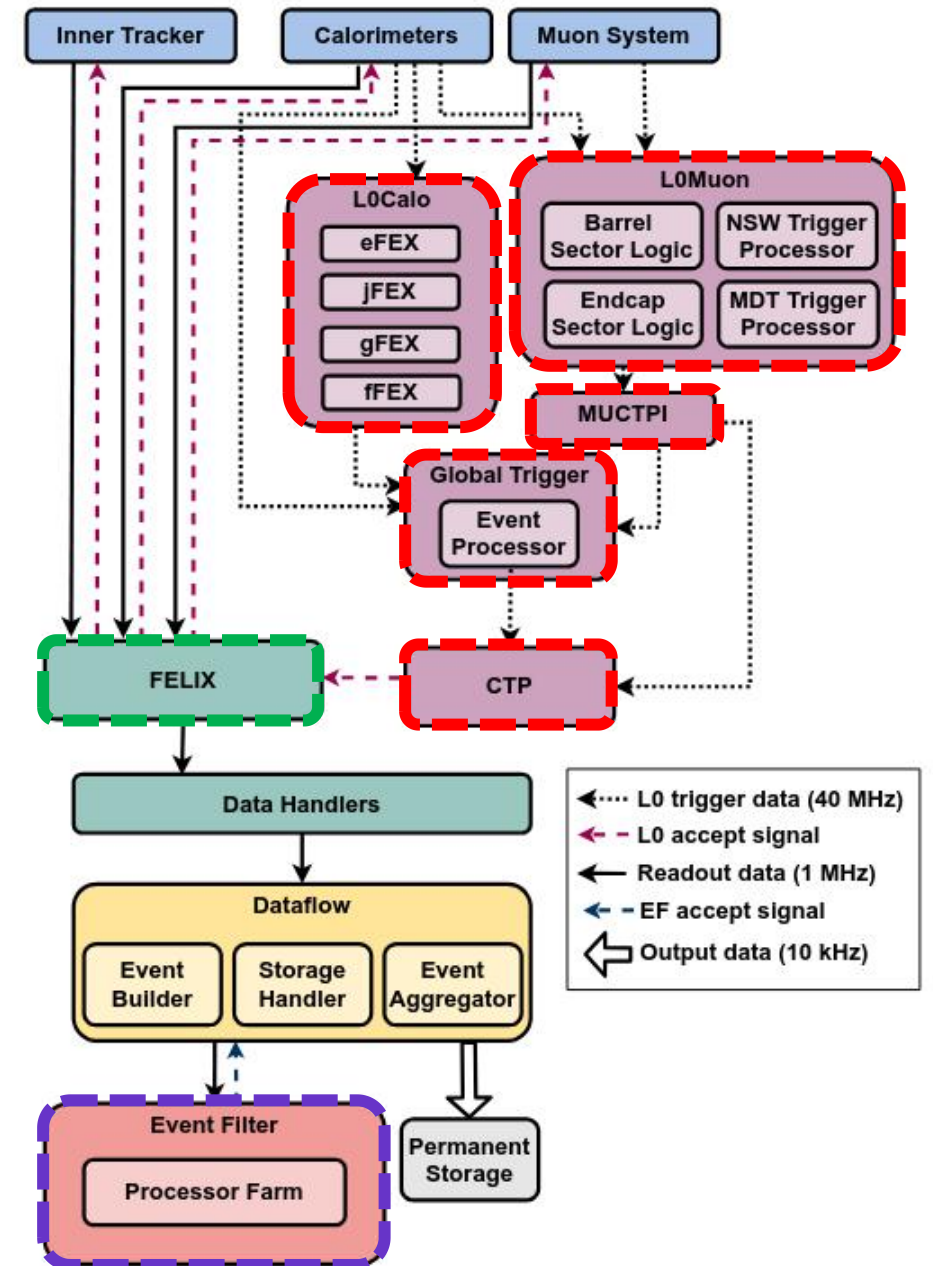 Inner Tracker
Calorimeters
Muon System
L0Calo
eFEX
jFEX
gFEX
fFEX
L0Muon
Barrel
Sector Logic
NSW Trigger
Processor
Endcap
Sector Logic
MDT Trigger
Processor
MUCTPI
Global Trigger
Event
Processor
FELIX
CTP
Data Handlers
L0 trigger data (40 MHz)
L0 accept signal
Readout data (1 MHz)
EF accept signal
Output data (10 kHz)
Dataflow
Event
Builder
Storage
Handler
Event
Aggregator
Event Filter
Processor Farm
Permanent
Storage